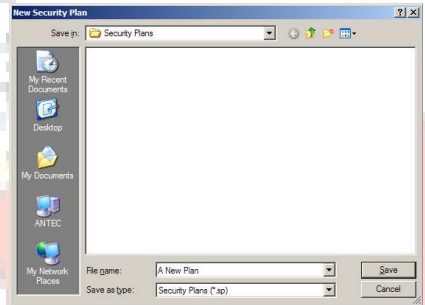 New Security Plan
Save in: Security Plans
My Recent
Documents
Desktop
My Documents
ANTEC
My Network
Places
File name: A New Plan Save
Save as type: Security Plans (*.sp) Cancel